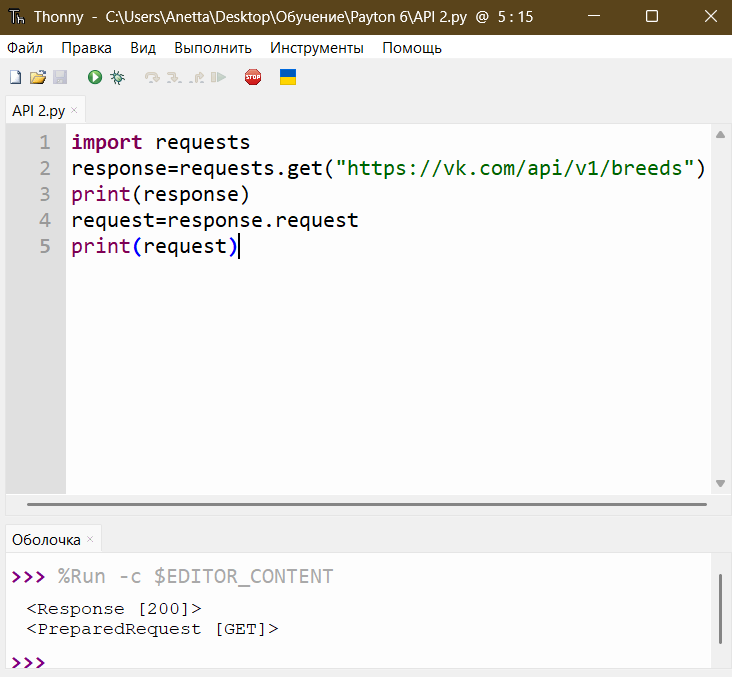 Thonny - C:\Users\Anetta\Desktop\Обучение\Payton 6\API 2.py @ 5 : 15
Файл Правка Вид Выполнить Инструменты Помощь
STOP
API 2.py ×
1 import requests
2 response=requests.get("https://vk.com/api/v1/breeds")
3 print(response)
4 request=response.request
5 print(request)
Оболочка ×
>>> %Run -c $EDITOR_CONTENT
<Response [200]>
<PreparedRequest [GET]>
>>>